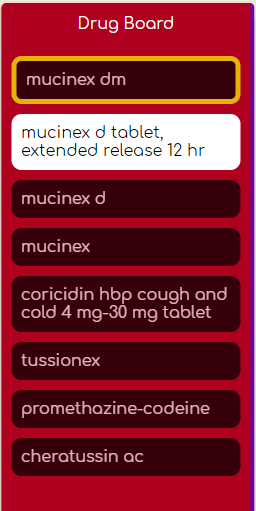 Drug Board
mucinex dm
mucinex d tablet,
extended release 12 hr
mucinex d
mucinex
coricidin hbp cough and
cold 4 mg-30 mg tablet
tussionex
promethazine-codeine
cheratussin ac